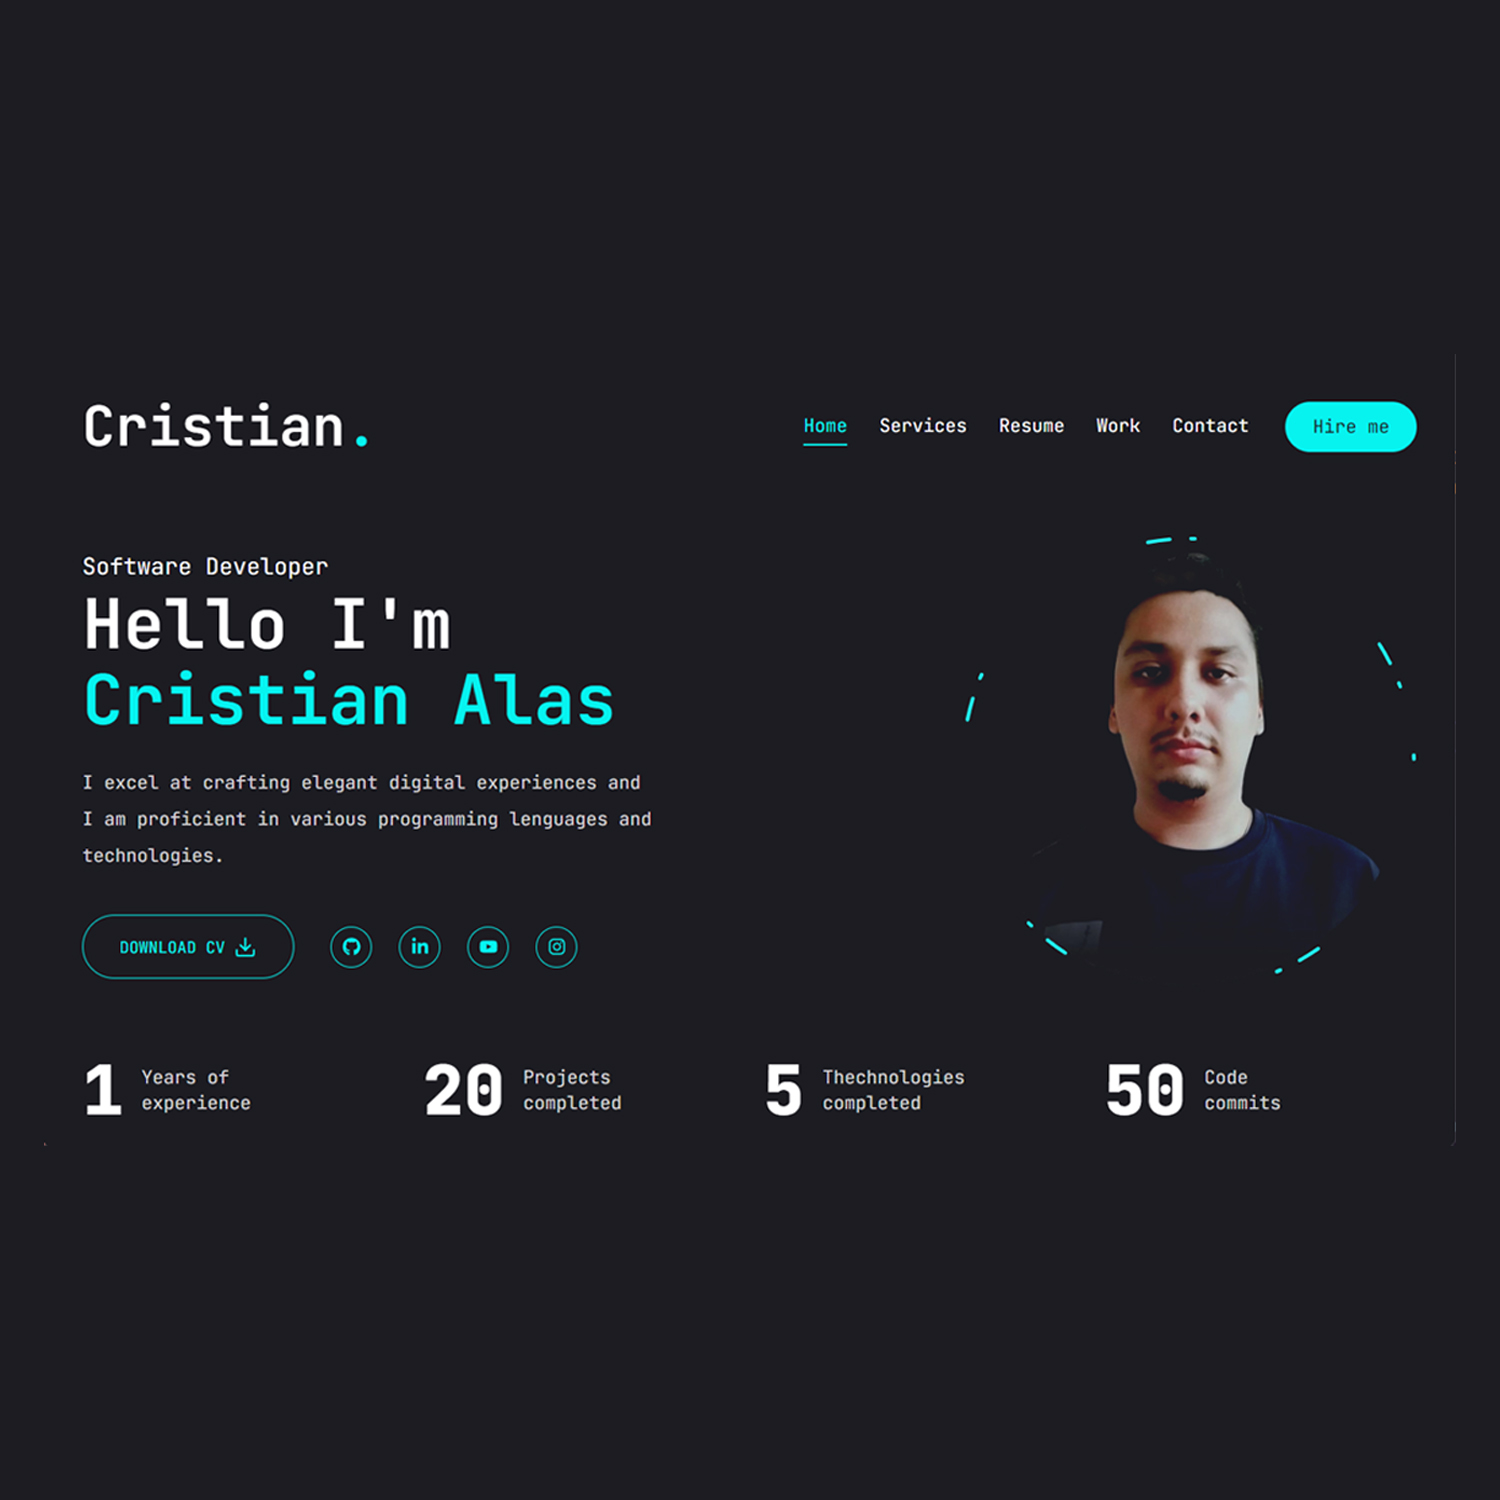 Cristian.
Home Services Resume Work Contact Hire me
Software Developer
Hello I'm
Cristian Alas
I excel at crafting elegant digital experiences and
I am proficient in various programming lenguages and
technologies.
DOWNLOAD CV
in
1 Years of
experience
20 Projects
completed
5 Thechnologies
completed
50 Code
commits